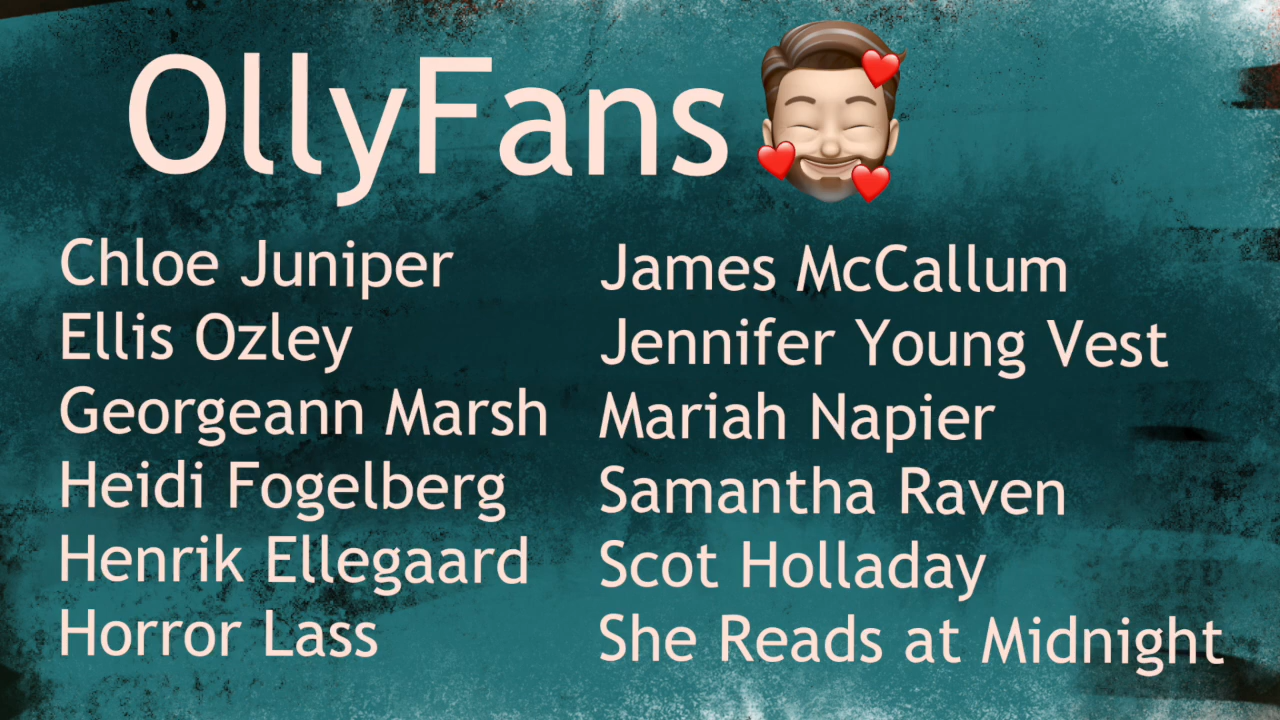 OllyFans
Chloe Juniper
Ellis Ozley
Georgeann Marsh
Heidi Fogelberg
Henrik Ellegaard
Horror Lass
James McCallum
Jennifer Young Vest
Mariah Napier
Samantha Raven
Scot Holladay
She Reads at Midnight